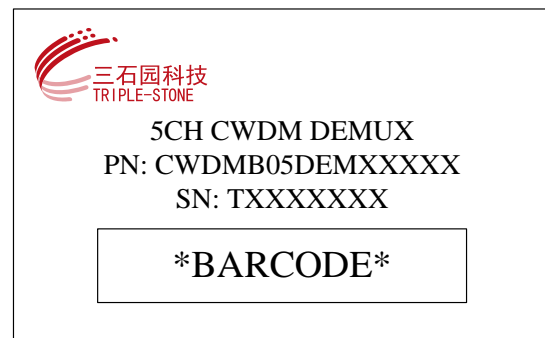 三石园科技
TRIPLE-STONE
5CH CWDM DEMUX
PN: CWDMB05DEMXXXXX
SN: TXXXXXXX
*BARCODE*